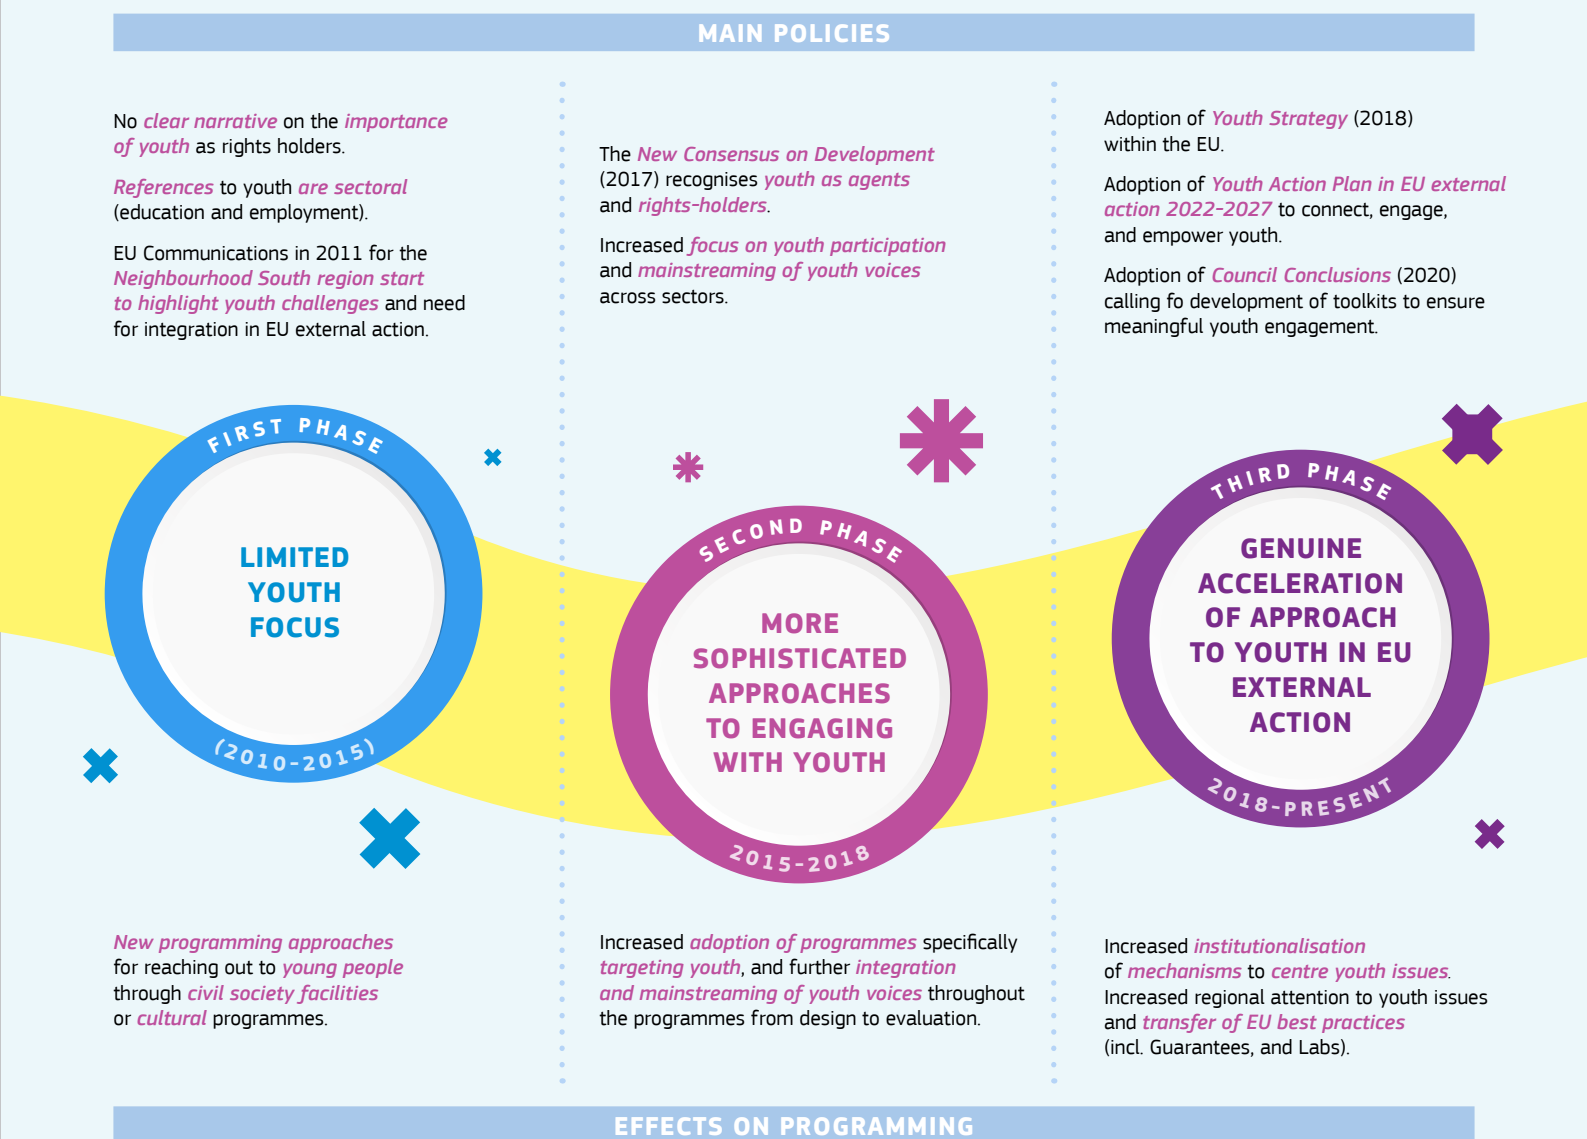 MAIN POLICIES
No clear narrative on the importance
of youth as rights holders.
References to youth are sectoral
(education and employment).
EU Communications in 2011 for the
Neighbourhood South region start
to highlight youth challenges and need
for integration in EU external action.
The New Consensus on Development
(2017) recognises youth as agents
and rights-holders.
Increased focus on youth participation
and mainstreaming of youth voices
across sectors.
Adoption of Youth Strategy (2018)
within the EU.
Adoption of Youth Action Plan in EU external
action 2022-2027 to connect, engage,
and empower youth.
Adoption of Council Conclusions (2020)
calling fo development of toolkits to ensure
meaningful youth engagement.
FIRST PHASE
LIMITED
YOUTH
FOCUS
(2010-2015)
SECOND PHASE
MORE
SOPHISTICATED
APPROACHES
TO ENGAGING
WITH YOUTH
2015-2018
THIRD PHASE
GENUINE
ACCELERATION
OF APPROACH
TO YOUTH IN EU
EXTERNAL
ACTION
2018-PRESENT
New programming approaches
for reaching out to young people
through civil society facilities
or cultural programmes.
Increased adoption of programmes specifically
targeting youth, and further integration
and mainstreaming of youth voices throughout
the programmes from design to evaluation.
Increased institutionalisation
of mechanisms to centre youth issues.
Increased regional attention to youth issues
and transfer of EU best practices
(incl. Guarantees, and Labs).
EFFECTS ON PROGRAMMING